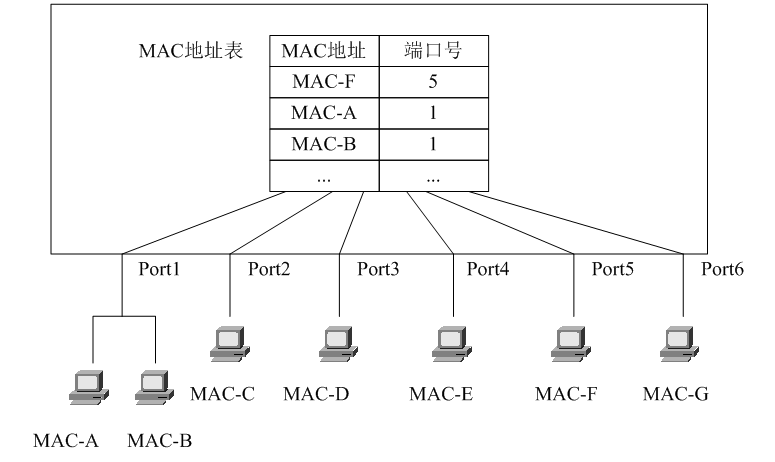 MAC地址表
MAC地址 端口号
MAC-F 5
MAC-A 1
MAC-B 1
... ...
Port1 Port2 Port3 Port4 Port5 Port6
MAC-C MAC-D MAC-E MAC-F MAC-G
MAC-A MAC-B